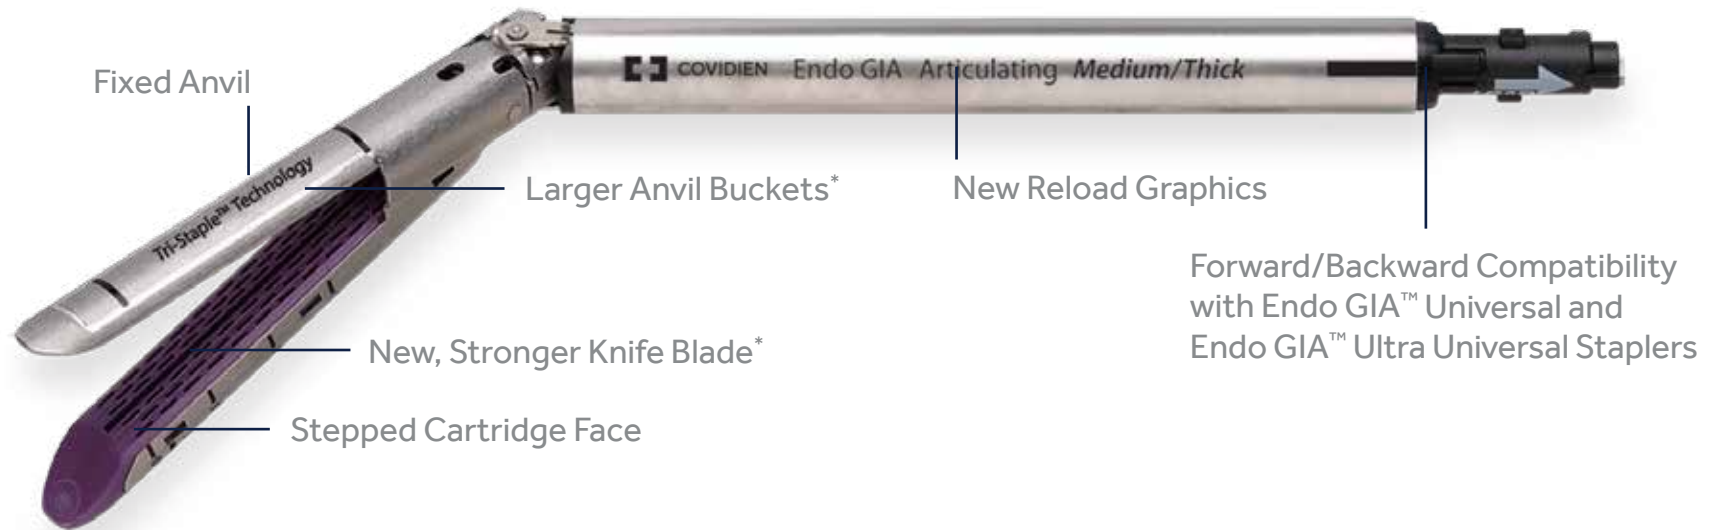 COVIDIEN Endo GIA Articulating Medium/Thick
Fixed Anvil
Tri-Staple™ Technology
Larger Anvil Buckets*
New Reload Graphics
Forward/Backward Compatibility
with Endo GIA™ Universal and
Endo GIA™ Ultra Universal Staplers
New, Stronger Knife Blade*
Stepped Cartridge Face